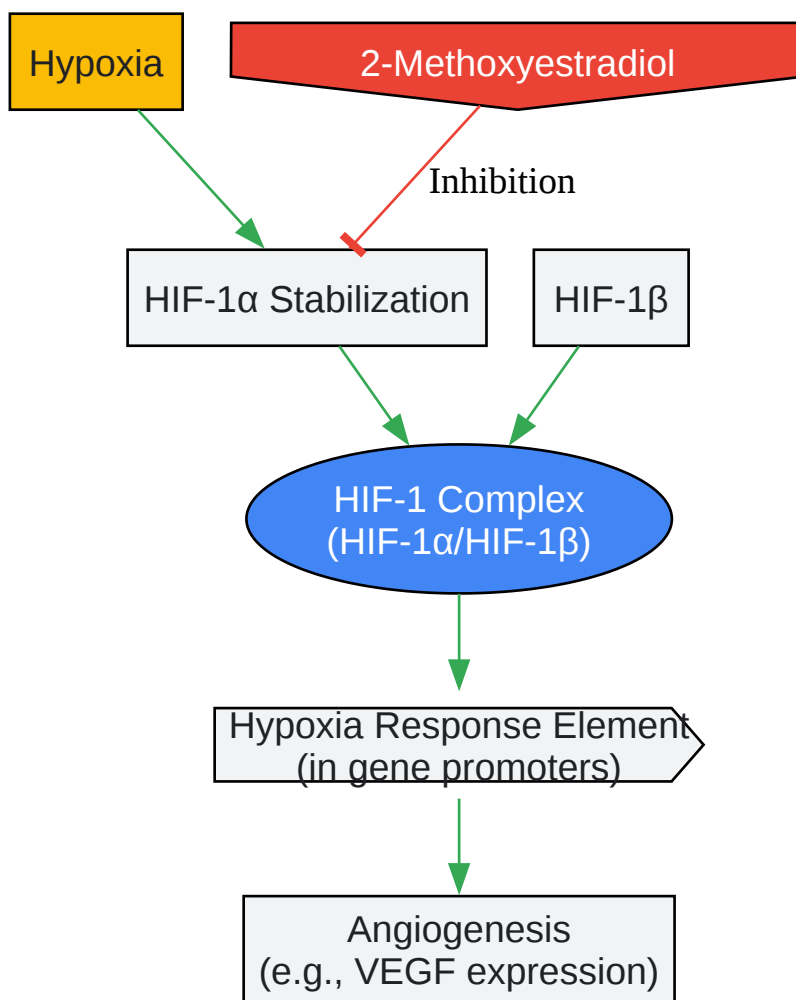 Hypoxia
2-Methoxyestradiol
Inhibition
HIF-1α Stabilization
HIF-1β
HIF-1 Complex
(HIF-1α/HIF-1β)
Hypoxia Response Element
(in gene promoters)
Angiogenesis
(e.g., VEGF expression)